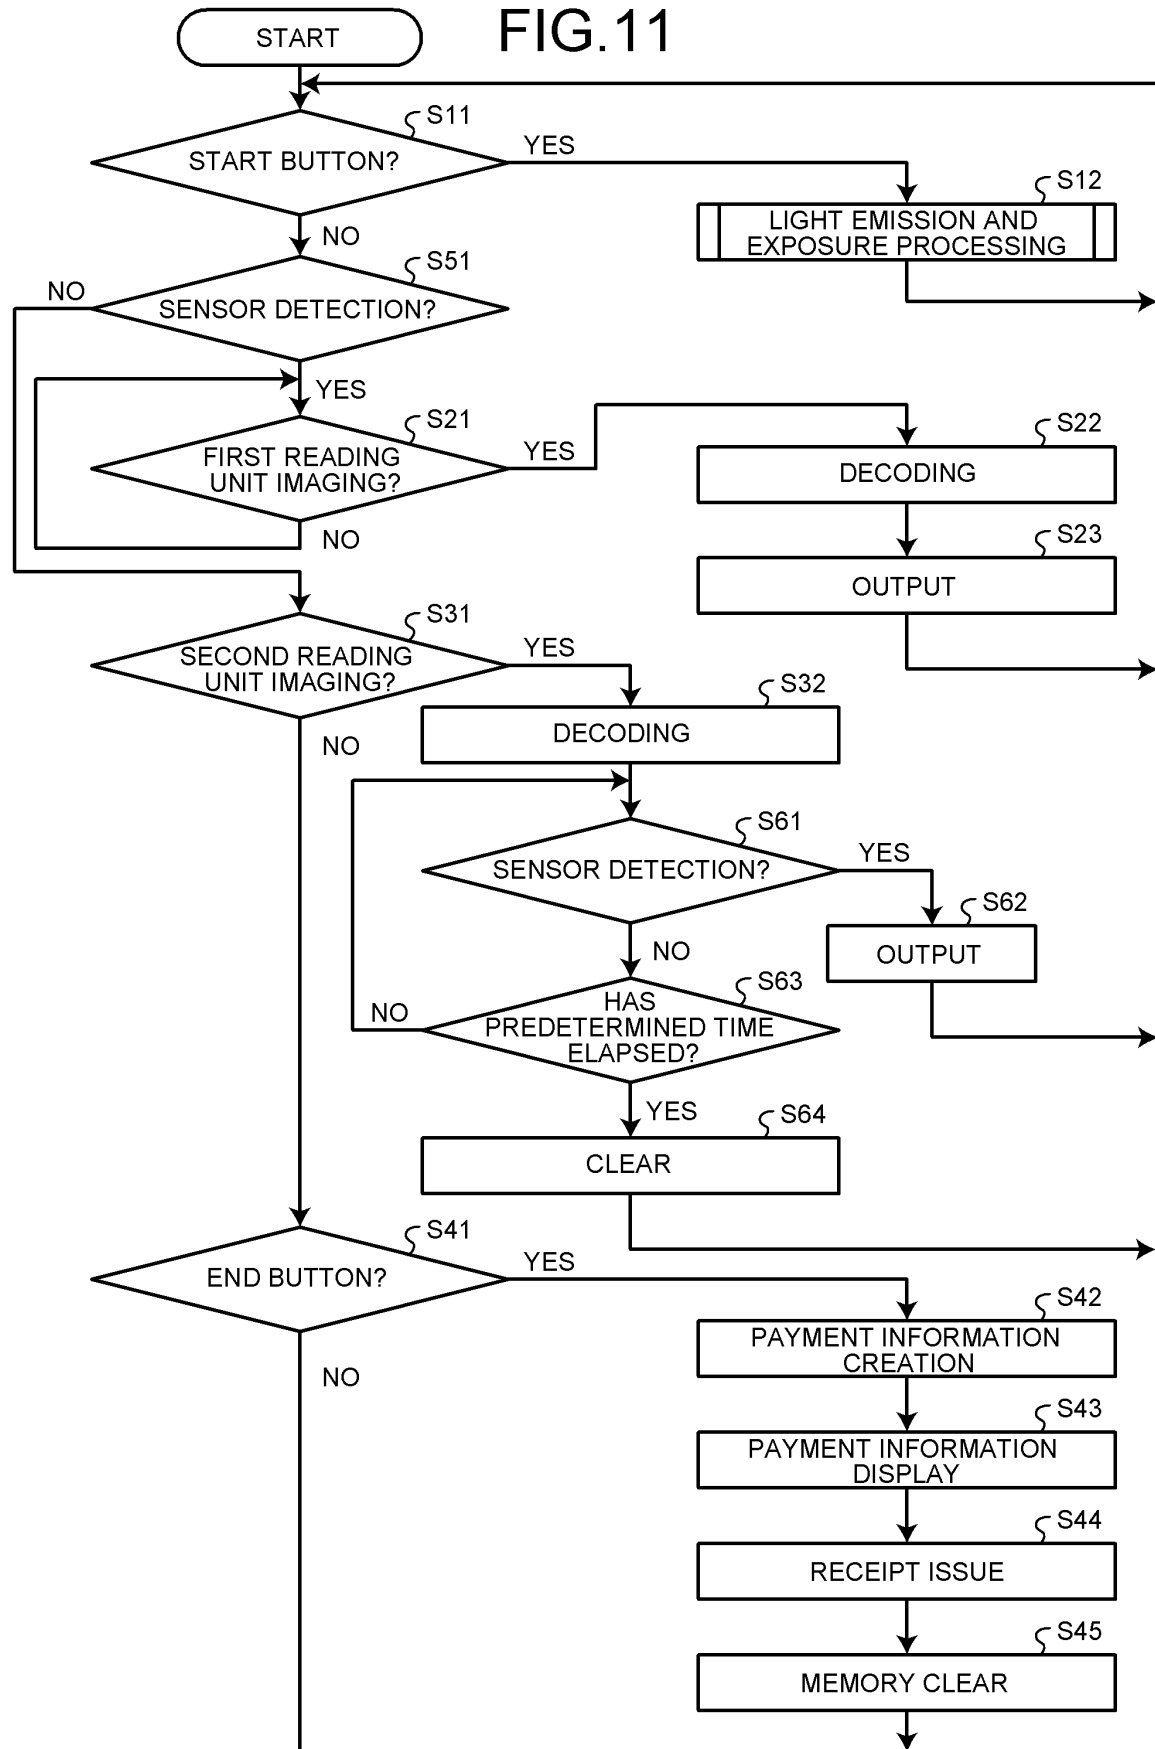 FIG.11
START
S11
START BUTTON?
YES
NO
S12
LIGHT EMISSION AND
EXPOSURE PROCESSING
S51
SENSOR DETECTION?
NO
YES
S21
FIRST READING
UNIT IMAGING?
YES
NO
S22
DECODING
S23
OUTPUT
S31
SECOND READING
UNIT IMAGING?
YES
NO
S32
DECODING
S61
SENSOR DETECTION?
YES
NO
S62
OUTPUT
S63
HAS
PREDETERMINED TIME
ELAPSED?
NO
YES
S64
CLEAR
S41
END BUTTON?
YES
NO
S42
PAYMENT INFORMATION
CREATION
S43
PAYMENT INFORMATION
DISPLAY
S44
RECEIPT ISSUE
S45
MEMORY CLEAR